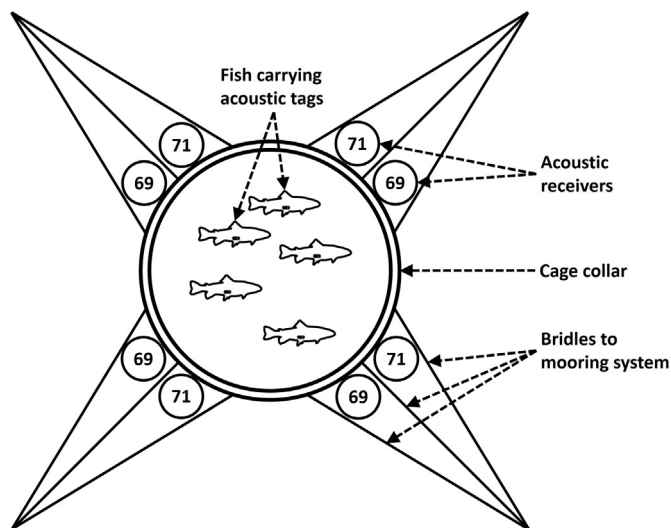 Fish carrying
acoustic tags
71
71
69
69
Acoustic
receivers
Cage collar
69
71
71
69
Bridles to
mooring system